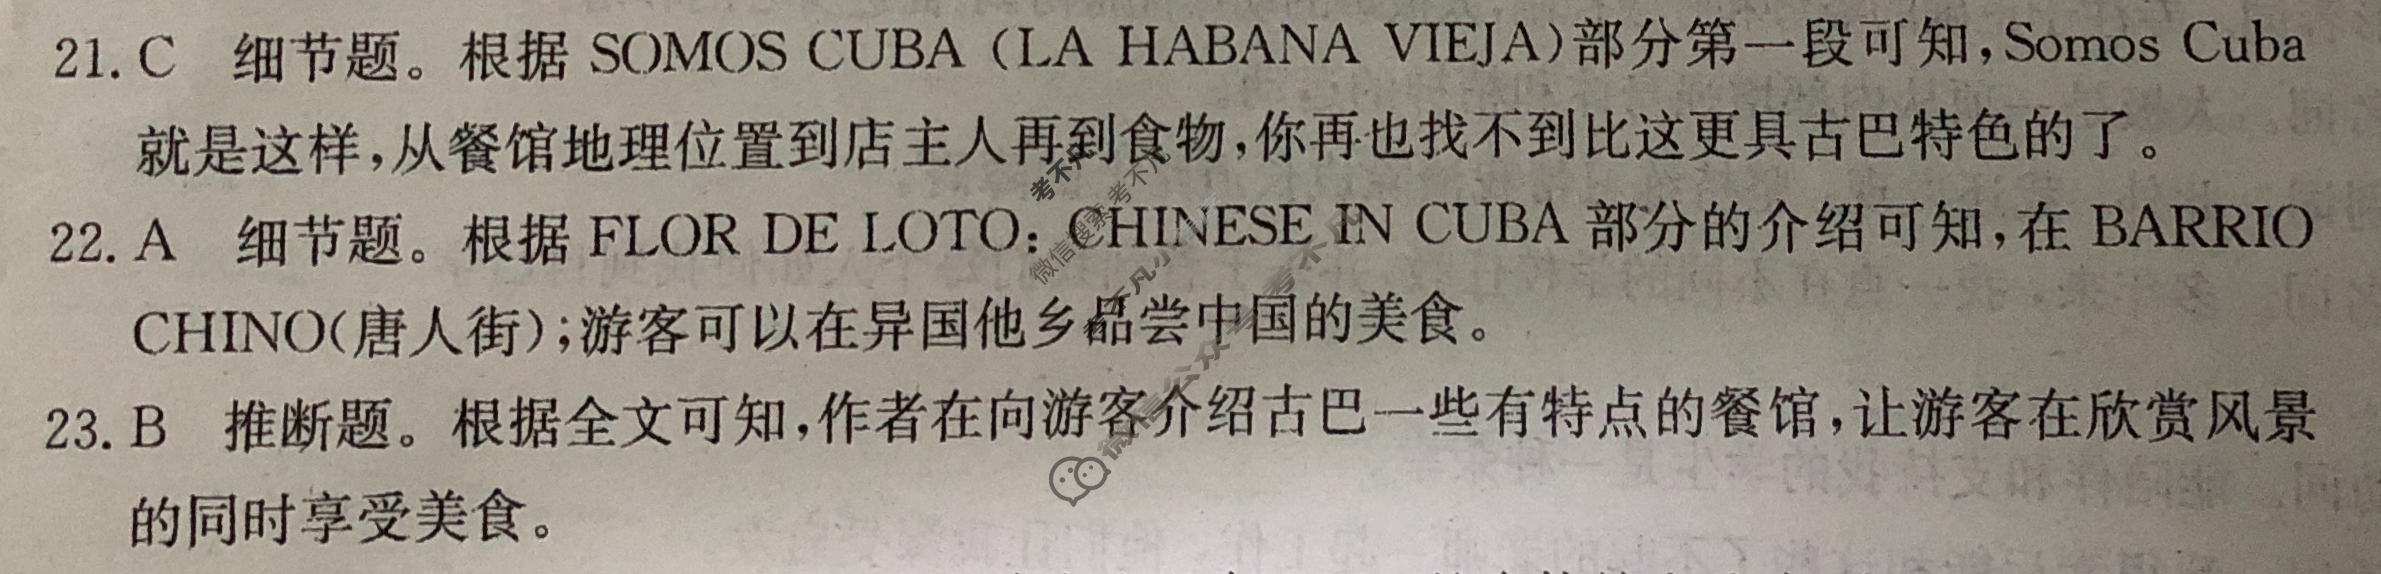 21. C 细节题。根据 SOMOS CUBA (LA HABANA VIEJA)部分第一段可知,Somos Cuba
就是这样,从餐馆地理位置到店主人再到食物,你再也找不到比这更具古巴特色的了。
22. A 细节题。根据 FLOR DE LOTO: CHINESE IN CUBA 部分的介绍可知,在 BARRIO
CHINO(唐人街);游客可以在异国他乡品尝中国的美食。
23. B 推断题。根据全文可知,作者在向游客介绍古巴一些有特点的餐馆,让游客在欣赏风景
的同时享受美食。